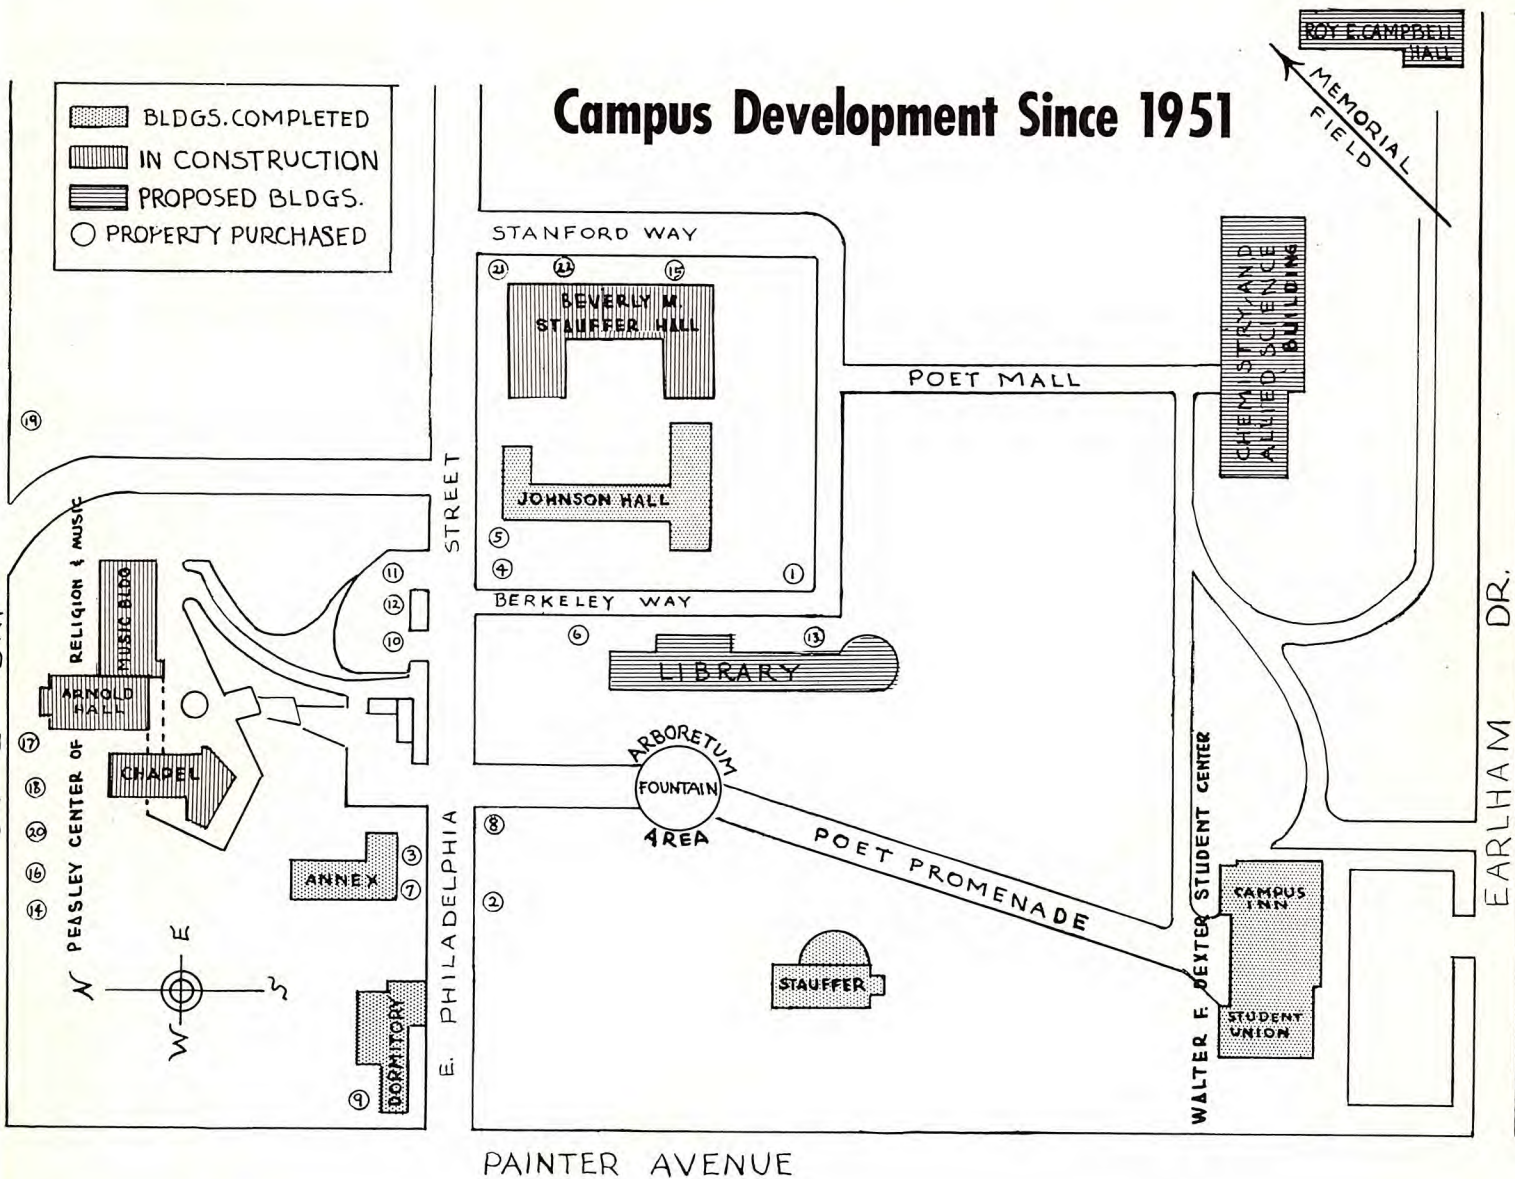 Campus Development Since 1951
BLDGS. COMPLETED
IN CONSTRUCTION
PROPOSED BLDGS.
PROPERTY PURCHASED
ROY E. CAMPBELL
HALL
MEMORIAL
FIELD
STANFORD WAY
21
22
15
BEVERLY M.
STAUFFER HALL
CHEMISTRY AND
ALLIED SCIENCE
BUILDING
POET MALL
19
JOHNSON HALL
5
4
1
BERKELEY WAY
11
12
10
6
13
LIBRARY
PEASLEY CENTER OF RELIGION & MUSIC
MUSIC BLDG
ARNOLD
HALL
CHAPEL
17
18
20
16
14
ARBORETUM
FOUNTAIN
AREA
POET PROMENADE
E. PHILADELPHIA STREET
8
2
3
7
ANNEX
N
E
S
W
DORMITORY
9
STAUFFER
WALTER F. DEXTER STUDENT CENTER
CAMPUS
INN
STUDENT
UNION
EARLHAM DR.
PAINTER AVENUE